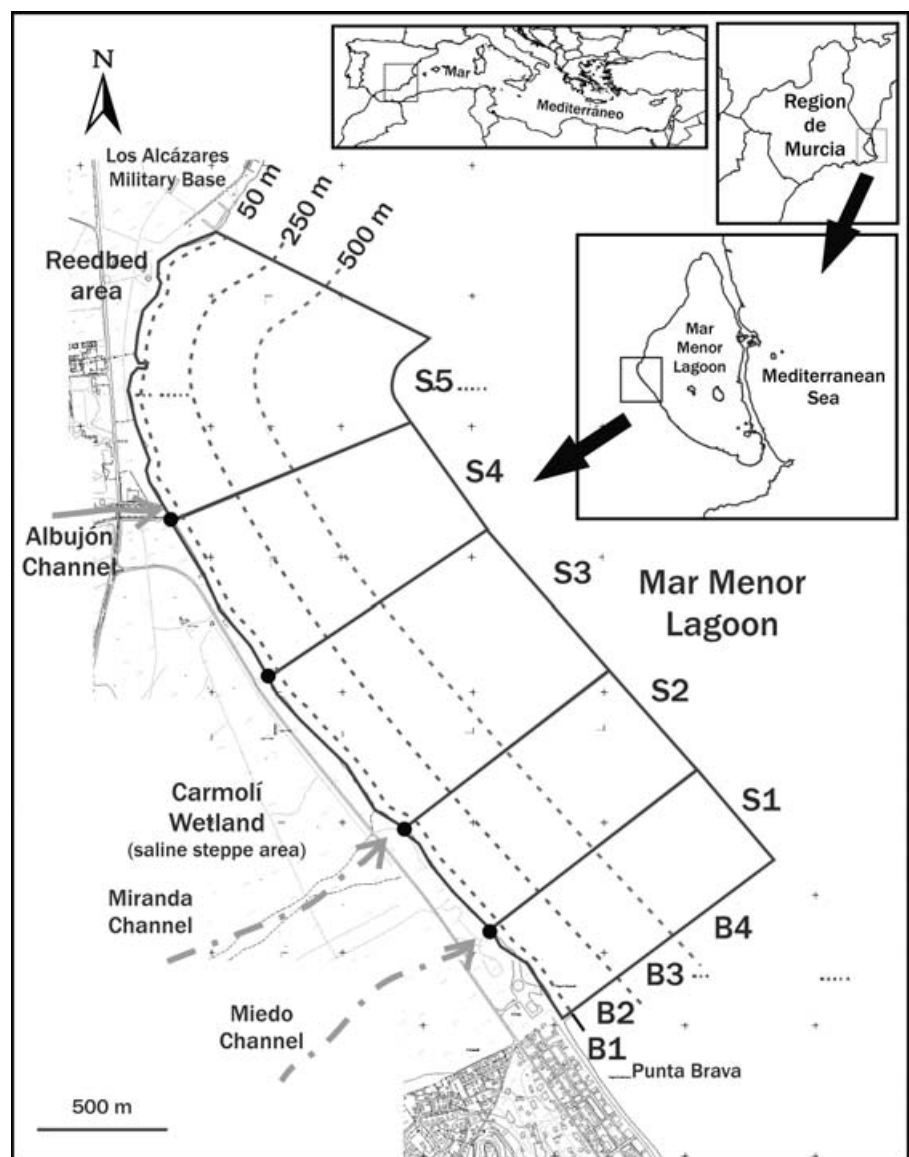 N
Mar
Mediterráneo
Region
de
Murcia
Los Alcázares
Military Base
50 m
250 m
500 m
Reedbed
area
Mar
Menor
Lagoon
Mediterranean
Sea
S5
S4
Albujón
Channel
S3
Mar Menor
Lagoon
S2
S1
Carmolí
Wetland
(saline steppe area)
Miranda
Channel
B4
B3
B2
B1
Miedo
Channel
Punta Brava
500 m